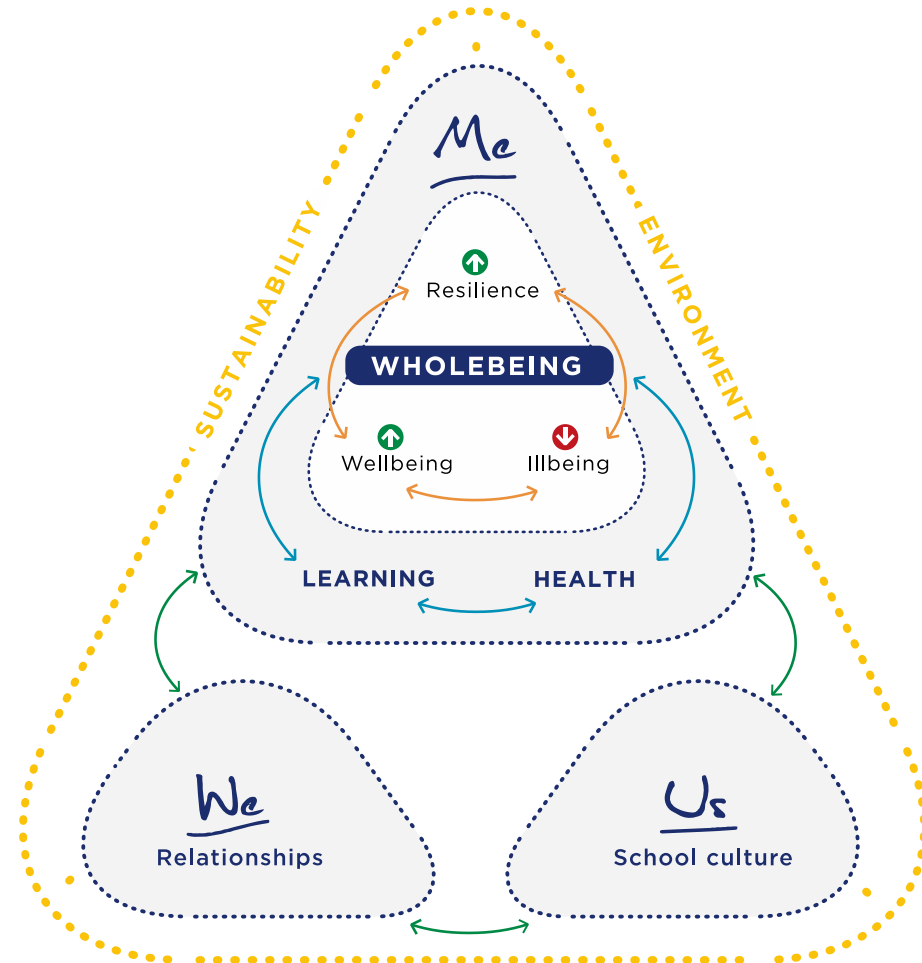 Me
SUSTAINABILITY
ENVIRONMENT
Resilience
WHOLEBEING
Wellbeing
Illbeing
LEARNING
HEALTH
We
Relationships
Us
School culture